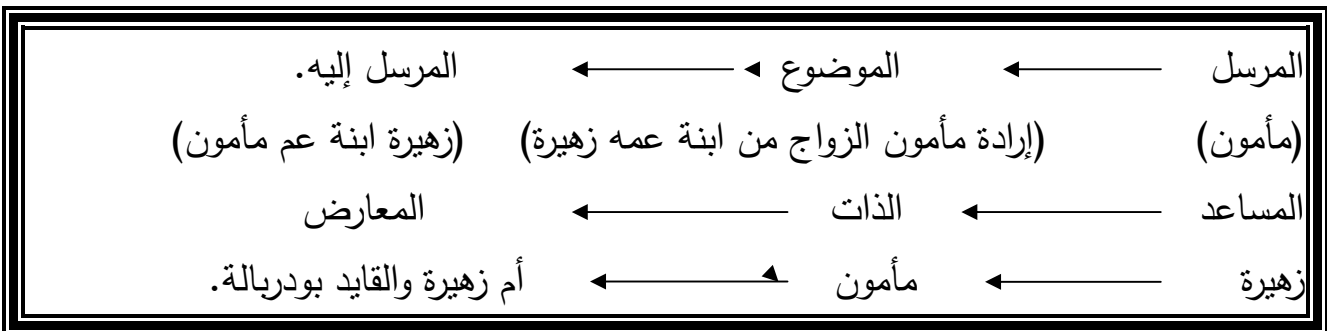 المرسل الموضوع المرسل إليه.
(مأمون) (إرادة مأمون الزواج من ابنة عمه زهيرة) (زهيرة ابنة عم مأمون)
المساعد الذات المعارض
زهيرة مأمون أم زهيرة والقايد بودربالة.